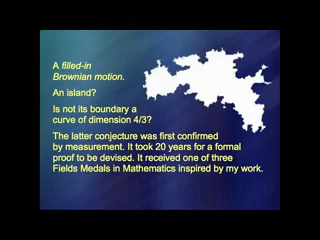 A filled-in
Brownian motion.
An island?
Is not its boundary a
curve of dimension 4/3?
The latter conjecture was first confirmed
by measurement. It took 20 years for a formal
proof to be devised. It received one of three
Fields Medals in Mathematics inspired by my work.